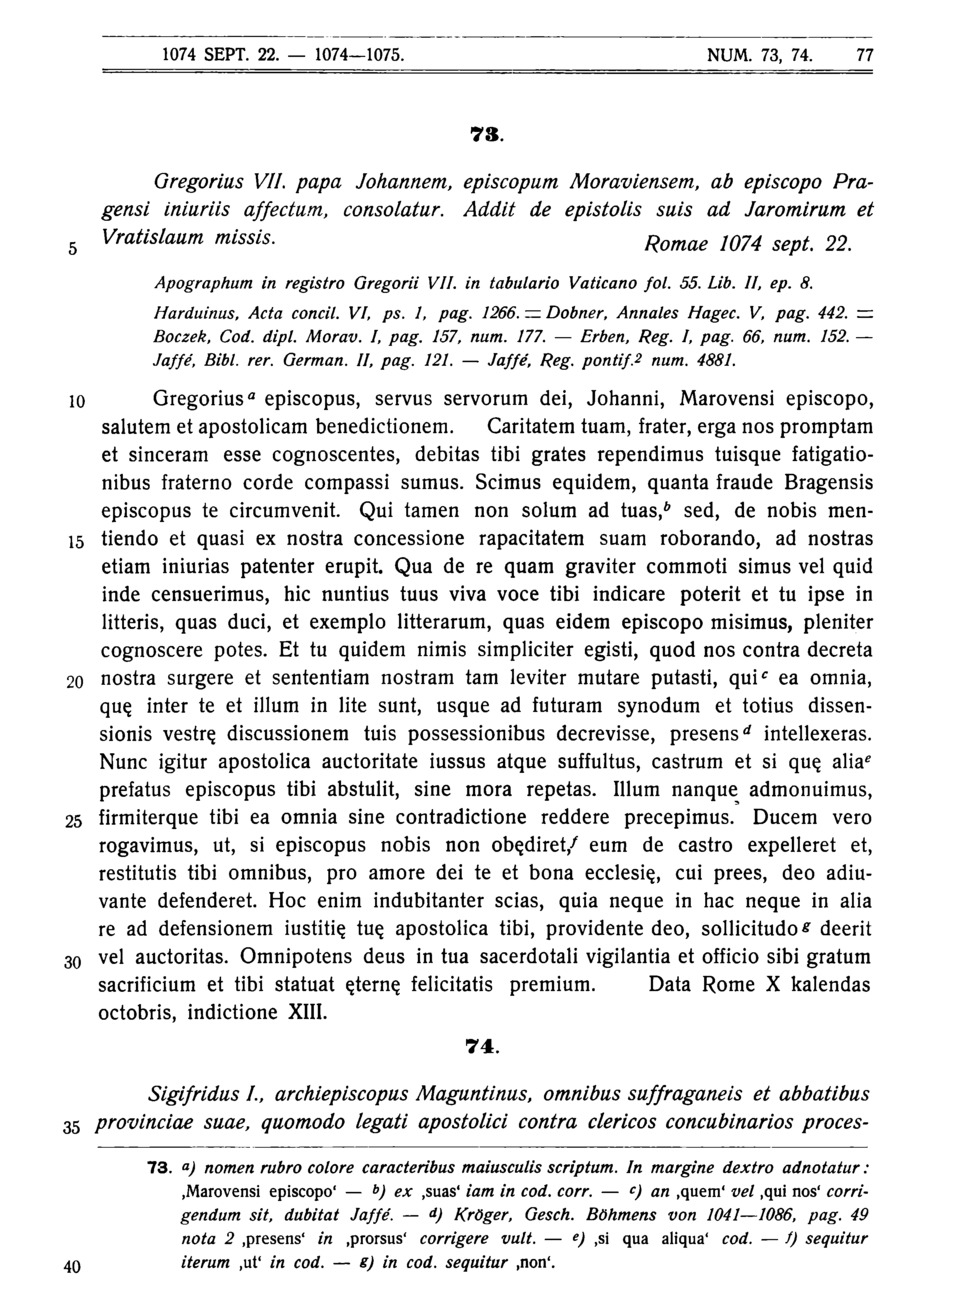 1074 SEPT. 22. — 1074—1075. NUM. 73, 74. 77
73.
Gregorius VII. papa Johannem, episcopum Moraviensem, ab episcopo Pra-
gensi iniuriis affectum, consolatur. Addit de epistolis suis ad Jaromirum et
5 Vratislaum missis. Romae 1074 sept. 22.
Apographum in registro Gregorii VII. in tabulario Vaticano fol. 55. Lib. II, ep. 8.
Harduinus, Acta concil. VI, ps. 1, pag. 1266. = Dobner, Annales Hagec. V, pag. 442. =
Boczek, Cod. dipl. Morav. I, pag. 157, num. 177. — Erben, Reg. I, pag. 66, num. 152. —
Jaffé, Bibl. rer. German. II, pag. 121. — Jaffé, Reg. pontif.² num. 4881.
10 Gregorius ᵃ episcopus, servus servorum dei, Johanni, Marovensi episcopo,
salutem et apostolicam benedictionem. Caritatem tuam, frater, erga nos promptam
et sinceram esse cognoscentes, debitas tibi grates rependimus tuisque fatigatio-
nibus fraterno corde compassi sumus. Scimus equidem, quanta fraude Bragensis
episcopus te circumvenit. Qui tamen non solum ad tuas,ᵇ sed, de nobis men-
15 tiendo et quasi ex nostra concessione rapacitatem suam roborando, ad nostras
etiam iniurias patenter erupit. Qua de re quam graviter commoti simus vel quid
inde censuerimus, hic nuntius tuus viva voce tibi indicare poterit et tu ipse in
litteris, quas duci, et exemplo litterarum, quas eidem episcopo misimus, pleniter
cognoscere potes. Et tu quidem nimis simpliciter egisti, quod nos contra decreta
20 nostra surgere et sententiam nostram tam leviter mutare putasti, qui ᶜ ea omnia,
quę inter te et illum in lite sunt, usque ad futuram synodum et totius dissen-
sionis vestrę discussionem tuis possessionibus decrevisse, presens ᵈ intellexeras.
Nunc igitur apostolica auctoritate iussus atque suffultus, castrum et si quę alia ᵉ
prefatus episcopus tibi abstulit, sine mora repetas. Illum nanque admonuimus,
25 firmiterque tibi ea omnia sine contradictione reddere precepimus. Ducem vero
rogavimus, ut, si episcopus nobis non obędiret,ᶠ eum de castro expelleret et,
restitutis tibi omnibus, pro amore dei te et bona ecclesię, cui prees, deo adiu-
vante defenderet. Hoc enim indubitanter scias, quia neque in hac neque in alia
re ad defensionem iustitię tuę apostolica tibi, providente deo, sollicitudo ᵍ deerit
30 vel auctoritas. Omnipotens deus in tua sacerdotali vigilantia et officio sibi gratum
sacrificium et tibi statuat ęternę felicitatis premium. Data Rome X kalendas
octobris, indictione XIII.
74.
Sigifridus I., archiepiscopus Maguntinus, omnibus suffraganeis et abbatibus
35 provinciae suae, quomodo legati apostolici contra clericos concubinarios proces-
73. a) nomen rubro colore caracteribus maiusculis scriptum. In margine dextro adnotatur:
‚Marovensi episcopo‘ — b) ex ‚suas‘ iam in cod. corr. — c) an ‚quem‘ vel ‚qui nos‘ corri-
gendum sit, dubitat Jaffé. — d) Kröger, Gesch. Böhmens von 1041—1086, pag. 49
nota 2 ‚presens‘ in ‚prorsus‘ corrigere vult. — e) ‚si qua aliqua‘ cod. — f) sequitur
40 iterum ‚ut‘ in cod. — g) in cod. sequitur ‚non‘.